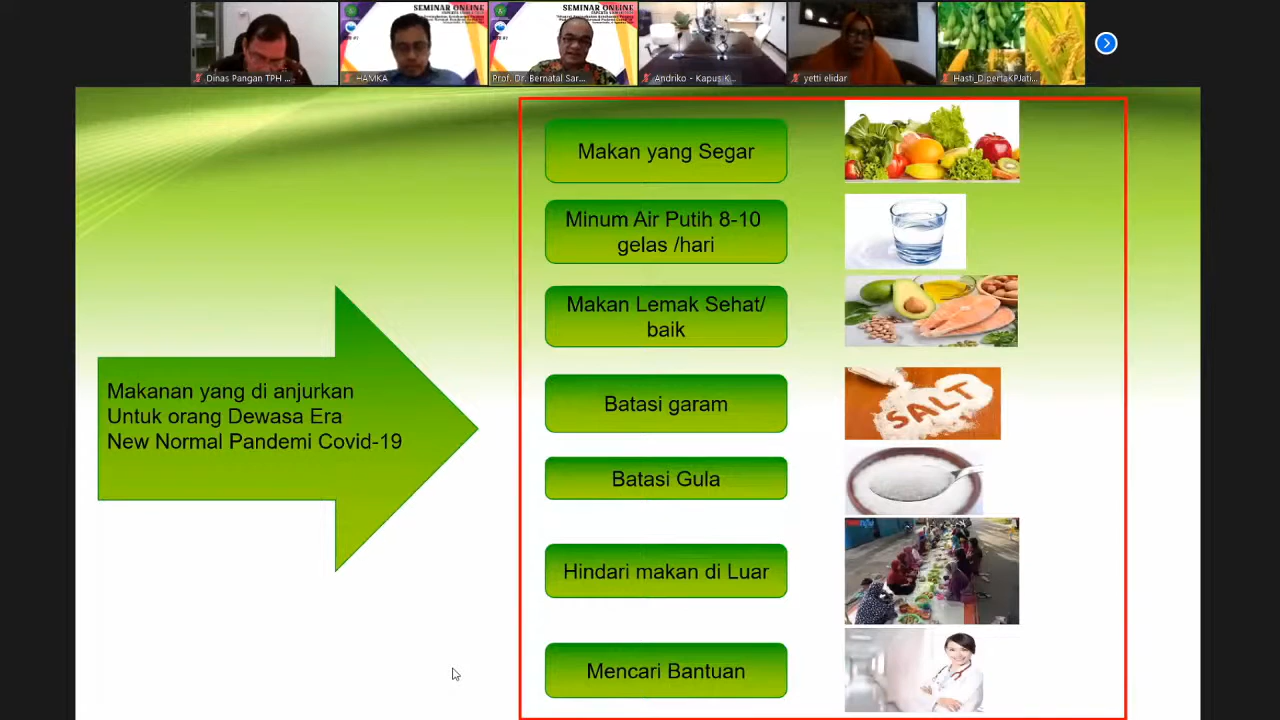 SEMINAR ONLINE
SEMINAR ONLINE
Dinas Pangan TPH ...
HAMKA
Prof. Dr. Bernatal Sar...
Andriko - Kapus K...
yetti elidar
Hasti_DipertaKPJati...
Makanan yang di anjurkan
Untuk orang Dewasa Era
New Normal Pandemi Covid-19
Makan yang Segar
Minum Air Putih 8-10
gelas /hari
Makan Lemak Sehat/
baik
Batasi garam
SALT
Batasi Gula
Hindari makan di Luar
Mencari Bantuan